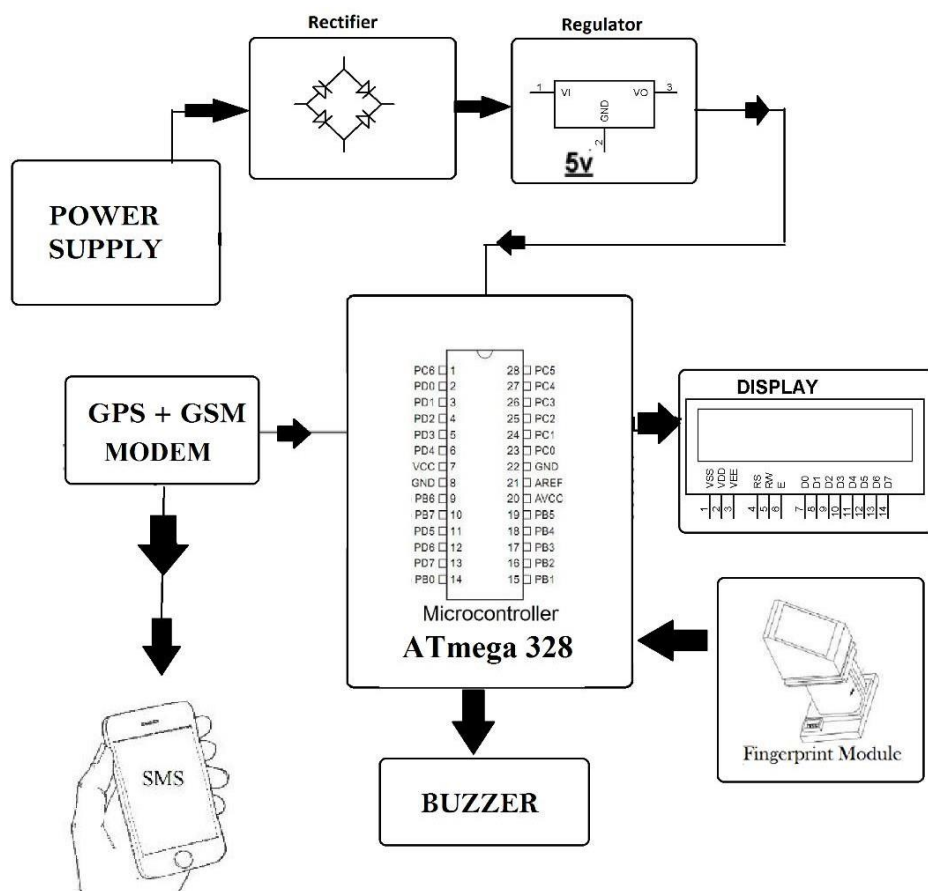 Rectifier
Regulator
1 VI VO 3
GND
2
5v
POWER
SUPPLY
GPS + GSM
MODEM
PC6 1 28 PC5
PD0 2 27 PC4
PD1 3 26 PC3
PD2 4 25 PC2
PD3 5 24 PC1
PD4 6 23 PC0
VCC 7 22 GND
GND 8 21 AREF
PB6 9 20 AVCC
PB7 10 19 PB5
PD5 11 18 PB4
PD6 12 17 PB3
PD7 13 16 PB2
PB0 14 15 PB1
Microcontroller
ATmega 328
DISPLAY
VSS VDD VEE RS RW E D0 D1 D2 D3 D4 D5 D6 D7
1 2 3 4 5 6 7 8 9 10 11 12 13 14
Fingerprint Module
SMS
BUZZER